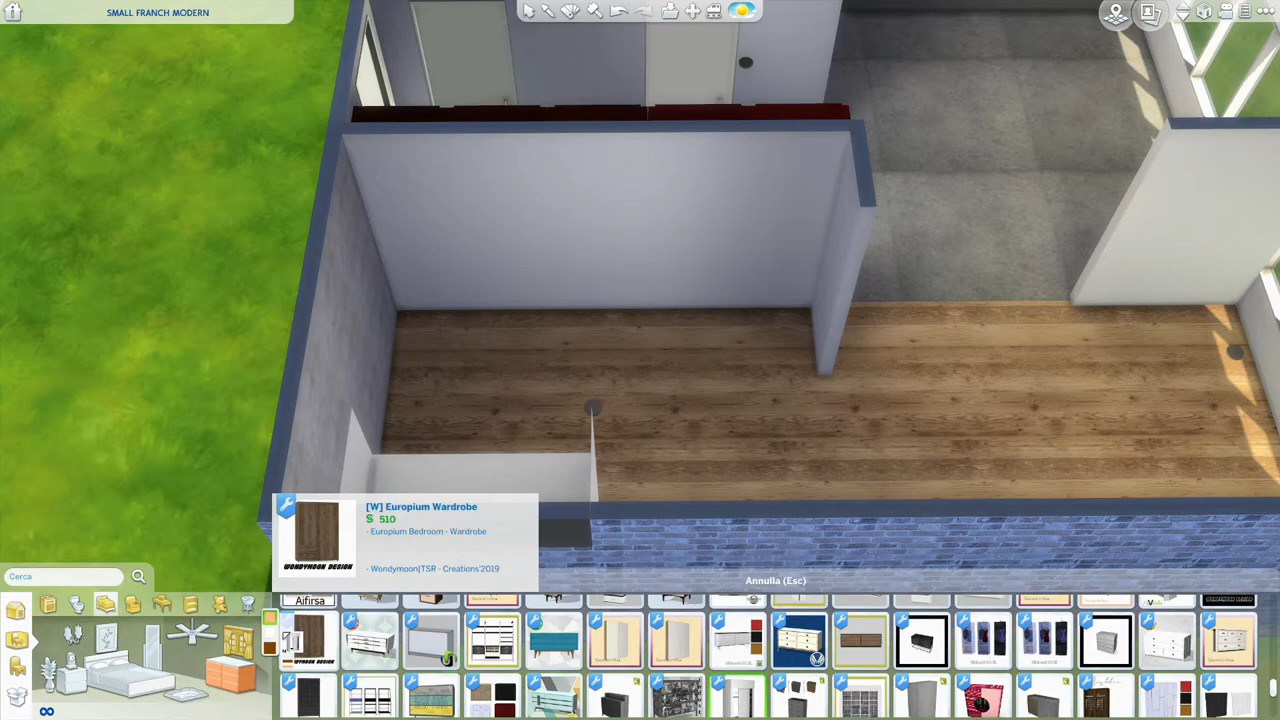 SMALL FRANCH MODERN
[W] Europium Wardrobe
$ 510
- Europium Bedroom - Wardrobe
- Wondymoon|TSR - Creations'2019
WONDYMOON DESIGN
Annulla (Esc)
Cerca
Aifirsa